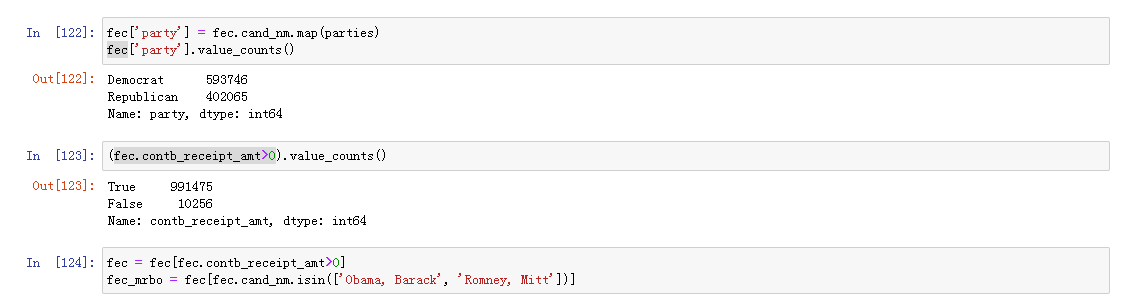 In [122]: fec['party'] = fec.cand_nm.map(parties)
fec['party'].value_counts()
Out[122]: Democrat      593746
Republican    402065
Name: party, dtype: int64
In [123]: (fec.contb_receipt_amt>0).value_counts()
Out[123]: True     991475
False     10256
Name: contb_receipt_amt, dtype: int64
In [124]: fec = fec[fec.contb_receipt_amt>0]
fec_mrbo = fec[fec.cand_nm.isin(['Obama, Barack', 'Romney, Mitt'])]